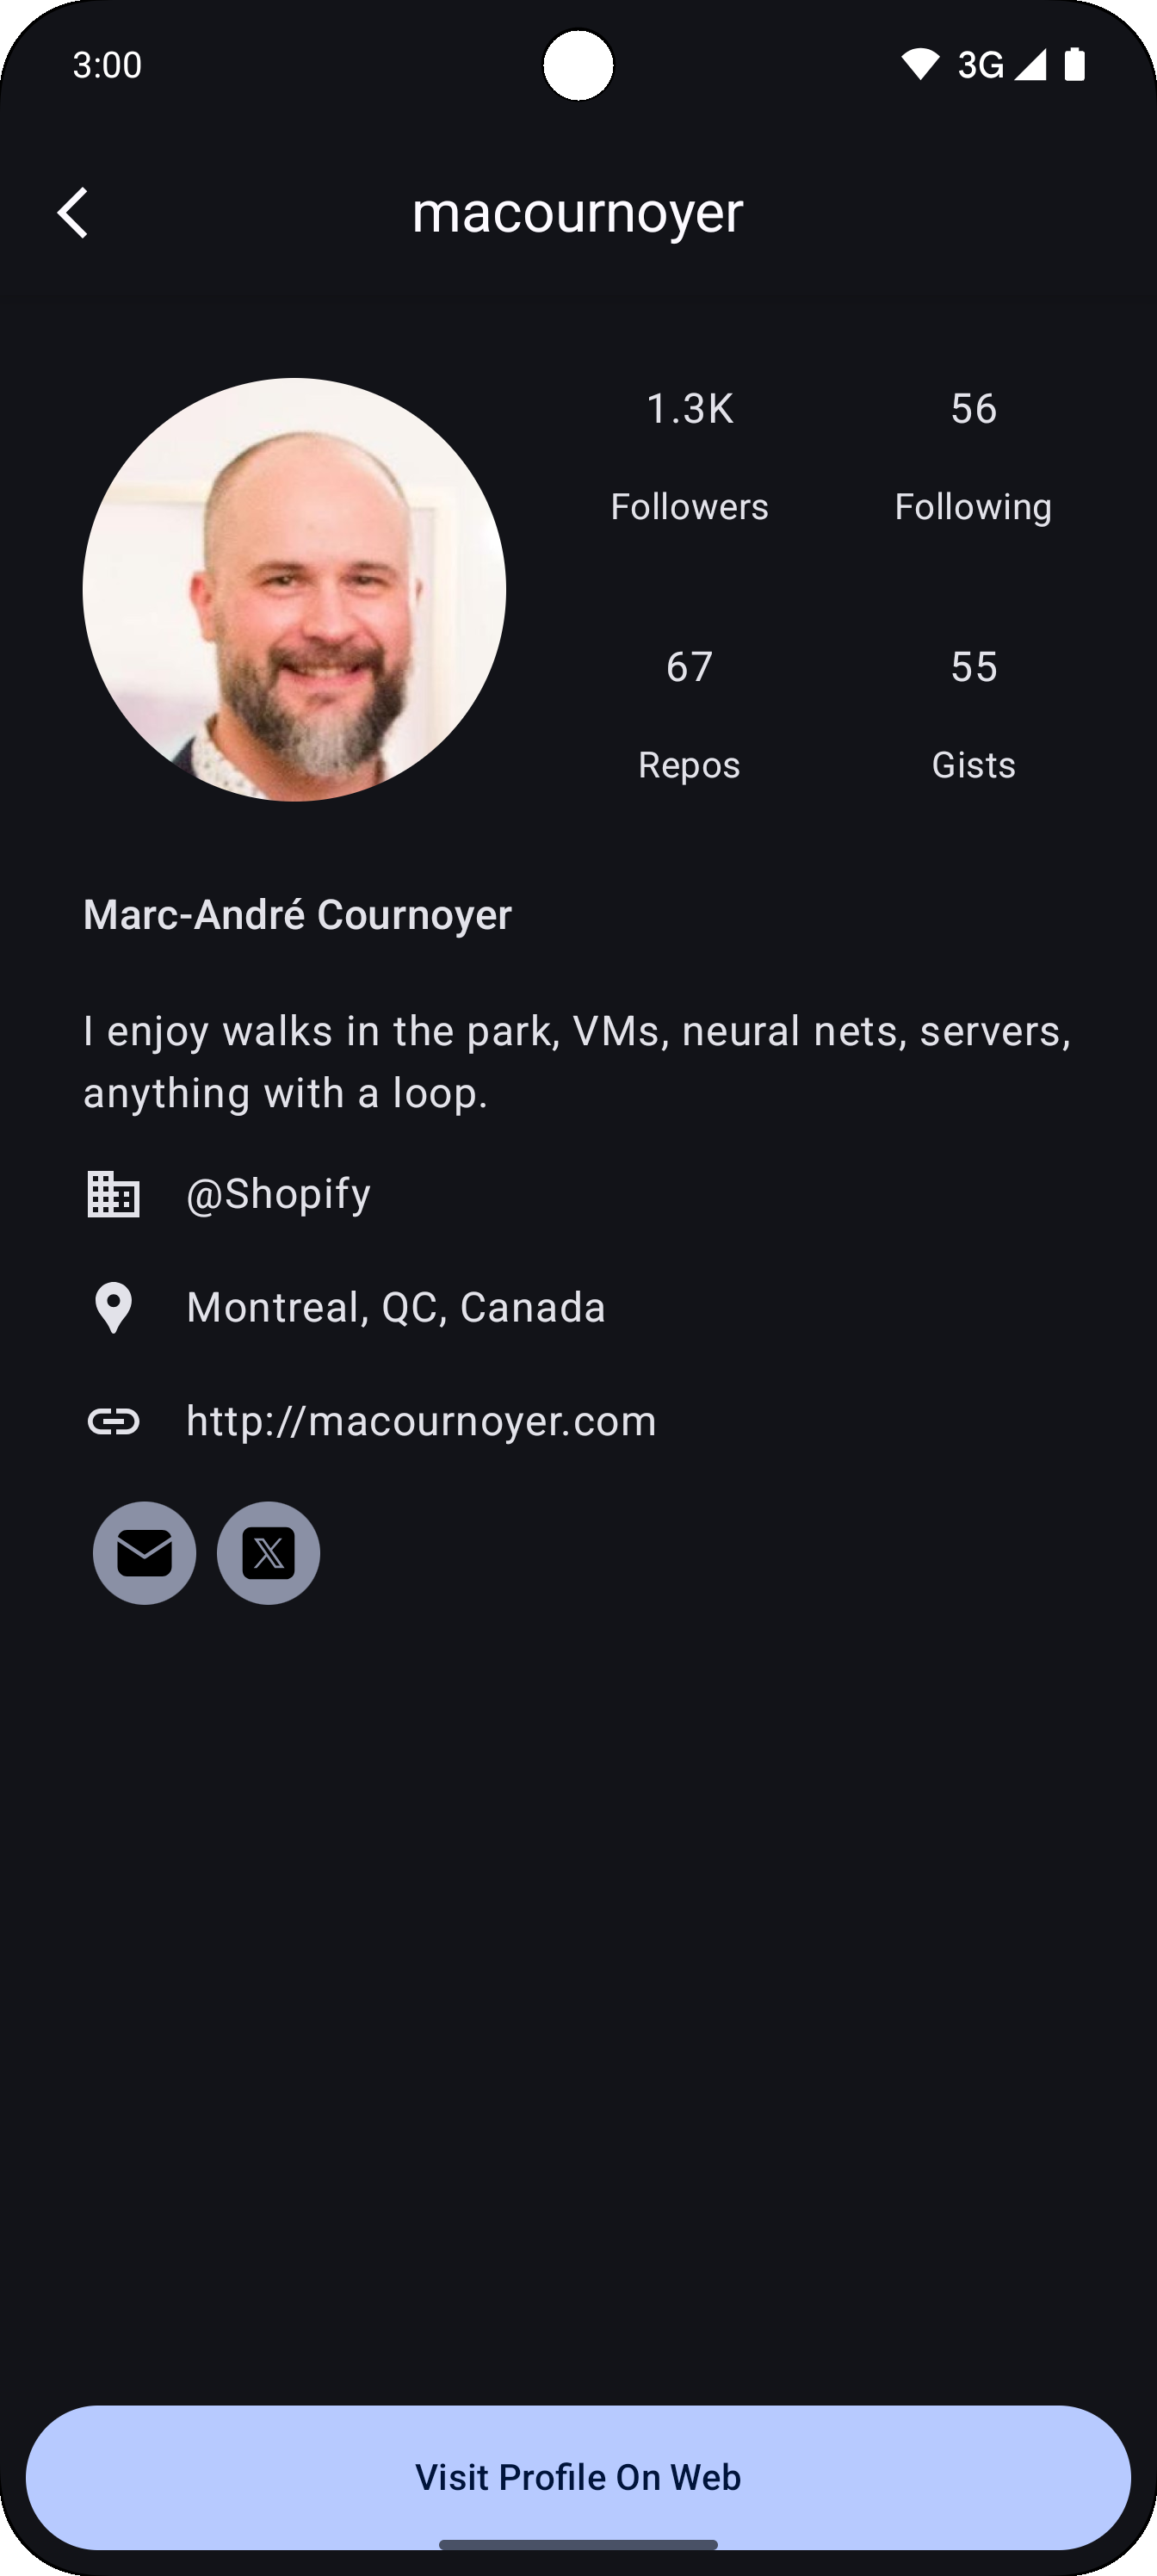 3:00
3G
macournoyer
1.3K
56
Followers
Following
67
55
Repos
Gists
Marc-André Cournoyer
I enjoy walks in the park, VMs, neural nets, servers,
anything with a loop.
@Shopify
Montreal, QC, Canada
http://macournoyer.com
Visit Profile On Web